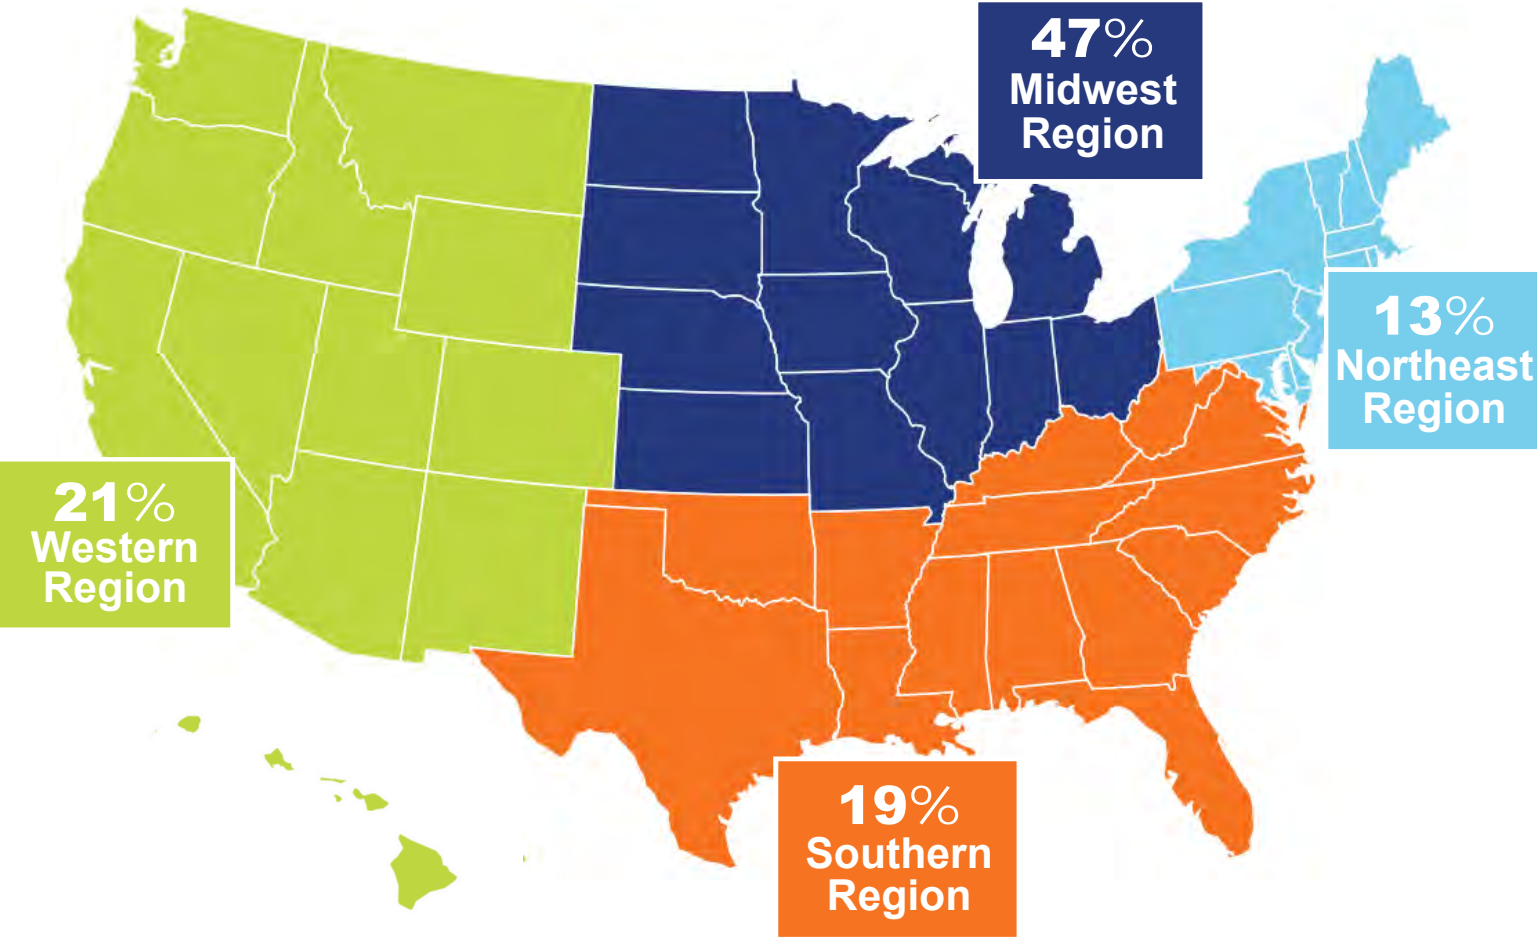 47%
Midwest
Region
13%
Northeast
Region
21%
Western
Region
19%
Southern
Region